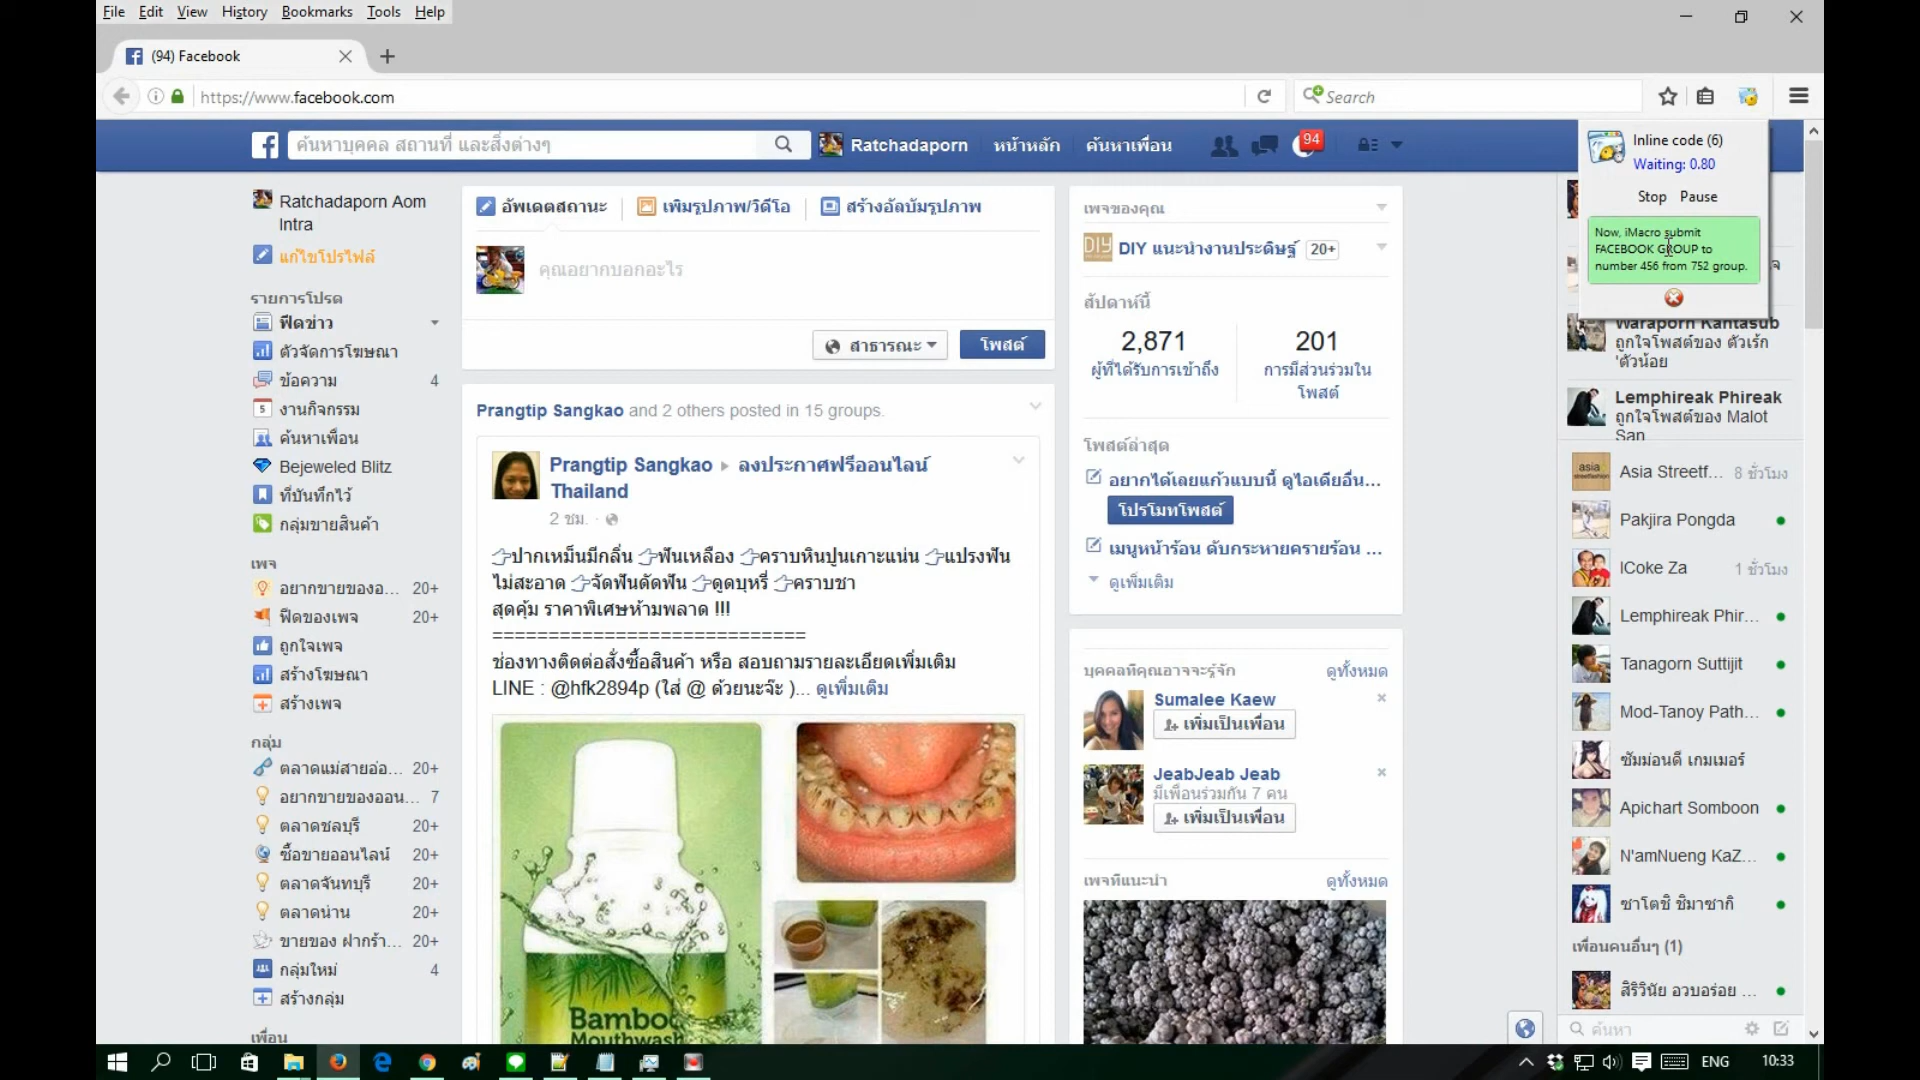 File Edit View History Bookmarks Tools Help
(94) Facebook
https://www.facebook.com
Search
ค้นหาบุคคล สถานที่ และสิ่งต่างๆ
Ratchadaporn หน้าหลัก ค้นหาเพื่อน 94
Inline code (6)
Waiting: 0.80
Stop Pause
Now, iMacro submit
FACEBOOK GROUP to
number 456 from 752 group.
Ratchadaporn Aom
Intra
แก้ไขโปรไฟล์
รายการโปรด
ฟีดข่าว
ตัวจัดการโฆษณา
ข้อความ 4
งานกิจกรรม
ค้นหาเพื่อน
Bejeweled Blitz
ที่บันทึกไว้
กลุ่มขายสินค้า
เพจ
อยากขายของอ... 20+
ฟีดของเพจ 20+
ถูกใจเพจ
สร้างโฆษณา
สร้างเพจ
กลุ่ม
ตลาดแม่สายอ่อ... 20+
อยากขายของออน... 7
ตลาดชลบุรี 20+
ซื้อขายออนไลน์ 20+
ตลาดจันทบุรี 20+
ตลาดน่าน 20+
ขายของ ฝากร้า... 20+
กลุ่มใหม่ 4
สร้างกลุ่ม
เพื่อน
อัพเดตสถานะ เพิ่มรูปภาพ/วิดีโอ สร้างอัลบัมรูปภาพ
คุณอยากบอกอะไร
สาธารณะ โพสต์
Prangtip Sangkao and 2 others posted in 15 groups.
Prangtip Sangkao ลงประกาศฟรีออนไลน์
Thailand
2 ชม.
👉ปากเหม็นมีกลิ่น 👉ฟันเหลือง 👉คราบหินปูนเกาะแน่น 👉แปรงฟัน
ไม่สะอาด 👉จัดฟันดัดฟัน 👉ดูดบุหรี่ 👉คราบชา
สุดคุ้ม ราคาพิเศษห้ามพลาด !!!
============================
ช่องทางติดต่อสั่งซื้อสินค้า หรือ สอบถามรายละเอียดเพิ่มเติม
LINE : @hfk2894p (ใส่ @ ด้วยนะจ๊ะ )... ดูเพิ่มเติม
Bamboo
Mouthwash
เพจของคุณ
DIY แนะนำงานประดิษฐ์ 20+
สัปดาห์นี้
2,871 201
ผู้ที่ได้รับการเข้าถึง การมีส่วนร่วมใน
โพสต์
โพสต์ล่าสุด
อยากได้เลยแก้วแบบนี้ ดูไอเดียอื่น...
โปรโมทโพสต์
เมนูหน้าร้อน ดับกระหายคลายร้อน ...
ดูเพิ่มเติม
บุคคลที่คุณอาจจะรู้จัก ดูทั้งหมด
Sumalee Kaew
เพิ่มเป็นเพื่อน
JeabJeab Jeab
มีเพื่อนร่วมกัน 7 คน
เพิ่มเป็นเพื่อน
เพจที่แนะนำ ดูทั้งหมด
Waraporn Kantasub
ถูกใจโพสต์ของ ตัวเร้ก
'ตัวน้อย
Lemphireak Phireak
ถูกใจโพสต์ของ Malot
San
Asia Streetf... 8 ชั่วโมง
Pakjira Pongda
ICoke Za 1 ชั่วโมง
Lemphireak Phir...
Tanagorn Suttijit
Mod-Tanoy Path...
ซัมม่อนดี เกมเมอร์
Apichart Somboon
N'amNueng KaZ...
ซาโตชิ ชิมาซากิ
เพื่อนคนอื่นๆ (1)
สิริวินัย อวบอร่อย ...
ค้นหา
ENG 10:33